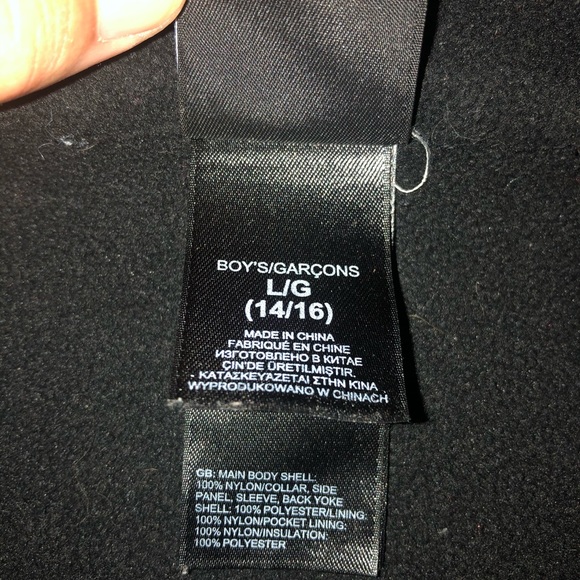 BOY'S/GARÇONS
L/G
(14/16)
MADE IN CHINA
FABRIQUÉ EN CHINE
ИЗГОТОВЛЕНО В КИТАЕ
ÇIN'DE ÜRETILMIŞTIR.
ΚΑΤΑΣΚΕΥΑΖΕΤΑΙ ΣΤΗΝ ΚΙΝΑ
WYPRODUKOWANO W CHINACH
GB: MAIN BODY SHELL:
100% NYLON/COLLAR, SIDE
PANEL, SLEEVE, BACK YOKE
SHELL: 100% POLYESTER/LINING:
100% NYLON/POCKET LINING:
100% NYLON/INSULATION:
100% POLYESTER